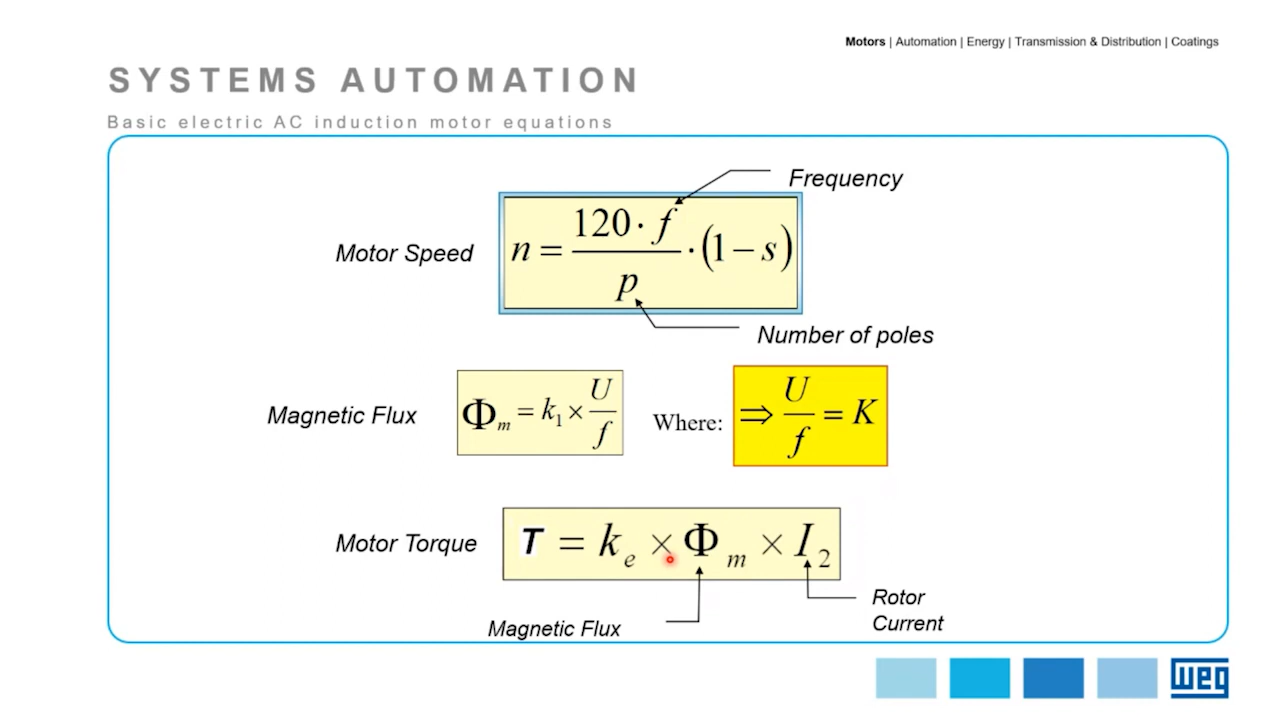 Motors | Automation | Energy | Transmission & Distribution | Coatings
SYSTEMS AUTOMATION
Basic electric AC induction motor equations
Frequency
Motor Speed
n = 120 · f / p · (1 − s)
Number of poles
Magnetic Flux
Φm = k1 × U / f
Where:
⇒ U / f = K
Motor Torque
T = ke × Φm × I2
Magnetic Flux
Rotor
Current
weg